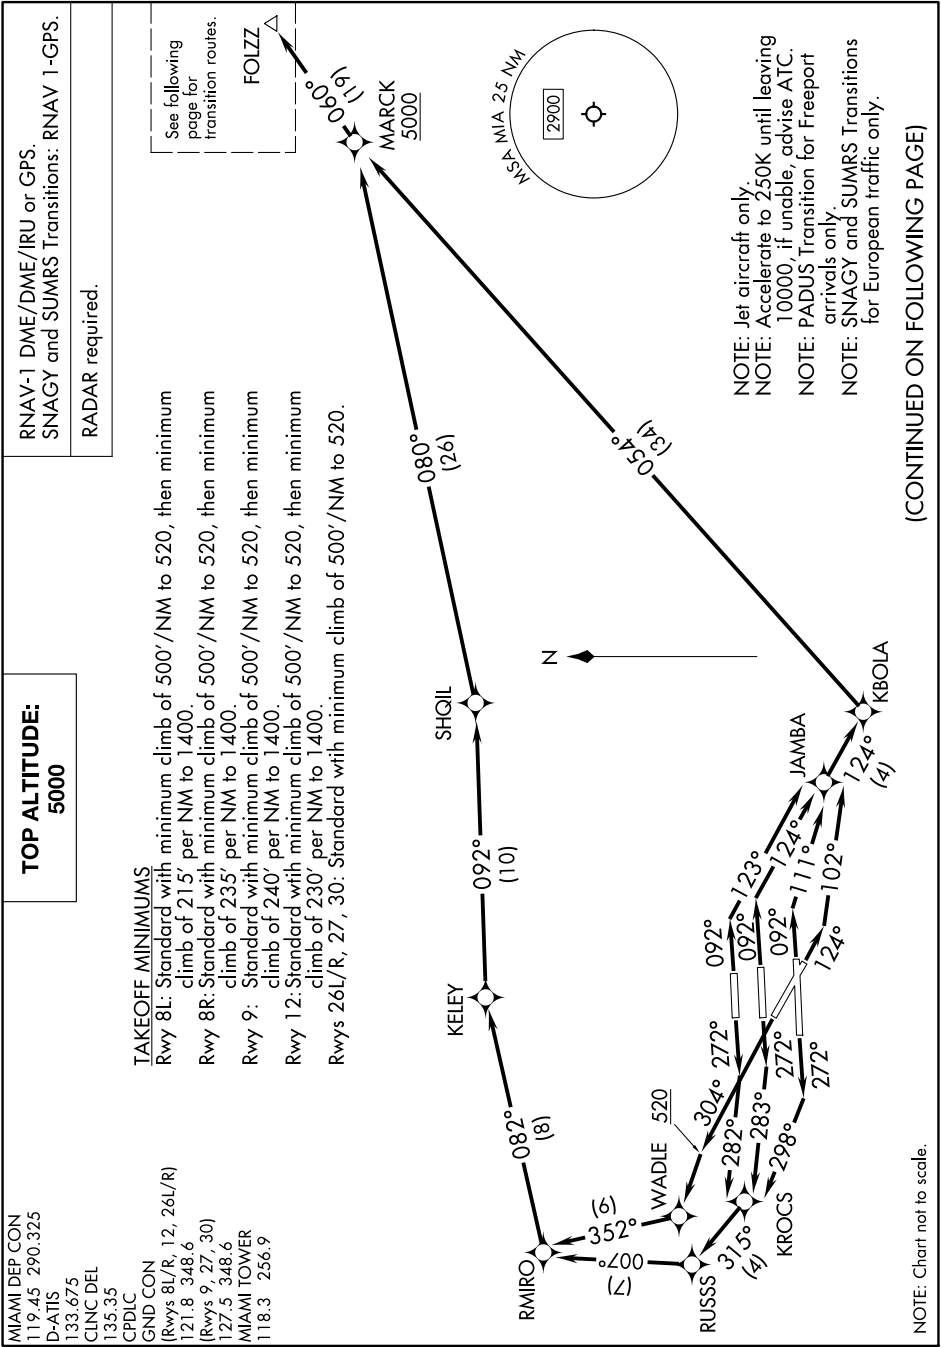 MIAMI DEP CON
119.45 290.325
D-ATIS
133.675
CLNC DEL
135.35
CPDLC
GND CON
(Rwys 8L/R, 12, 26L/R)
121.8 348.6
(Rwys 9, 27, 30)
127.5 348.6
MIAMI TOWER
118.3 256.9
TOP ALTITUDE:
5000
RNAV-1 DME/DME/IRU or GPS.
SNAGY and SUMRS Transitions: RNAV 1-GPS.
RADAR required.
TAKEOFF MINIMUMS
Rwy 8L: Standard with minimum climb of 500'/NM to 520, then minimum
climb of 215' per NM to 1400.
Rwy 8R: Standard with minimum climb of 500'/NM to 520, then minimum
climb of 235' per NM to 1400.
Rwy 9: Standard with minimum climb of 500'/NM to 520, then minimum
climb of 240' per NM to 1400.
Rwy 12: Standard wtih minimum climb of 500'/NM to 520, then minimum
climb of 230' per NM to 1400.
Rwys 26L/R, 27, 30: Standard wtih minimum climb of 500'/NM to 520.
See following
page for
transition routes.
FOLZZ
060°
(19)
MARCK
5000
MSA MIA 25 NM
2900
080°
(26)
SHQIL
092°
(10)
KELEY
082°
(8)
RMIRO
352°
(6)
007°
(7)
WADLE
520
RUSSS
315°
(4)
KROCS
304°
272°
282°
283°
272°
298°
272°
092°
092°
092°
123°
124°
111°
102°
124°
JAMBA
124°
(4)
KBOLA
054°
(34)
N
NOTE: Jet aircraft only.
NOTE: Accelerate to 250K until leaving
10000, if unable, advise ATC.
NOTE: PADUS Transition for Freeport
arrivals only.
NOTE: SNAGY and SUMRS Transitions
for European traffic only.
(CONTINUED ON FOLLOWING PAGE)
NOTE: Chart not to scale.